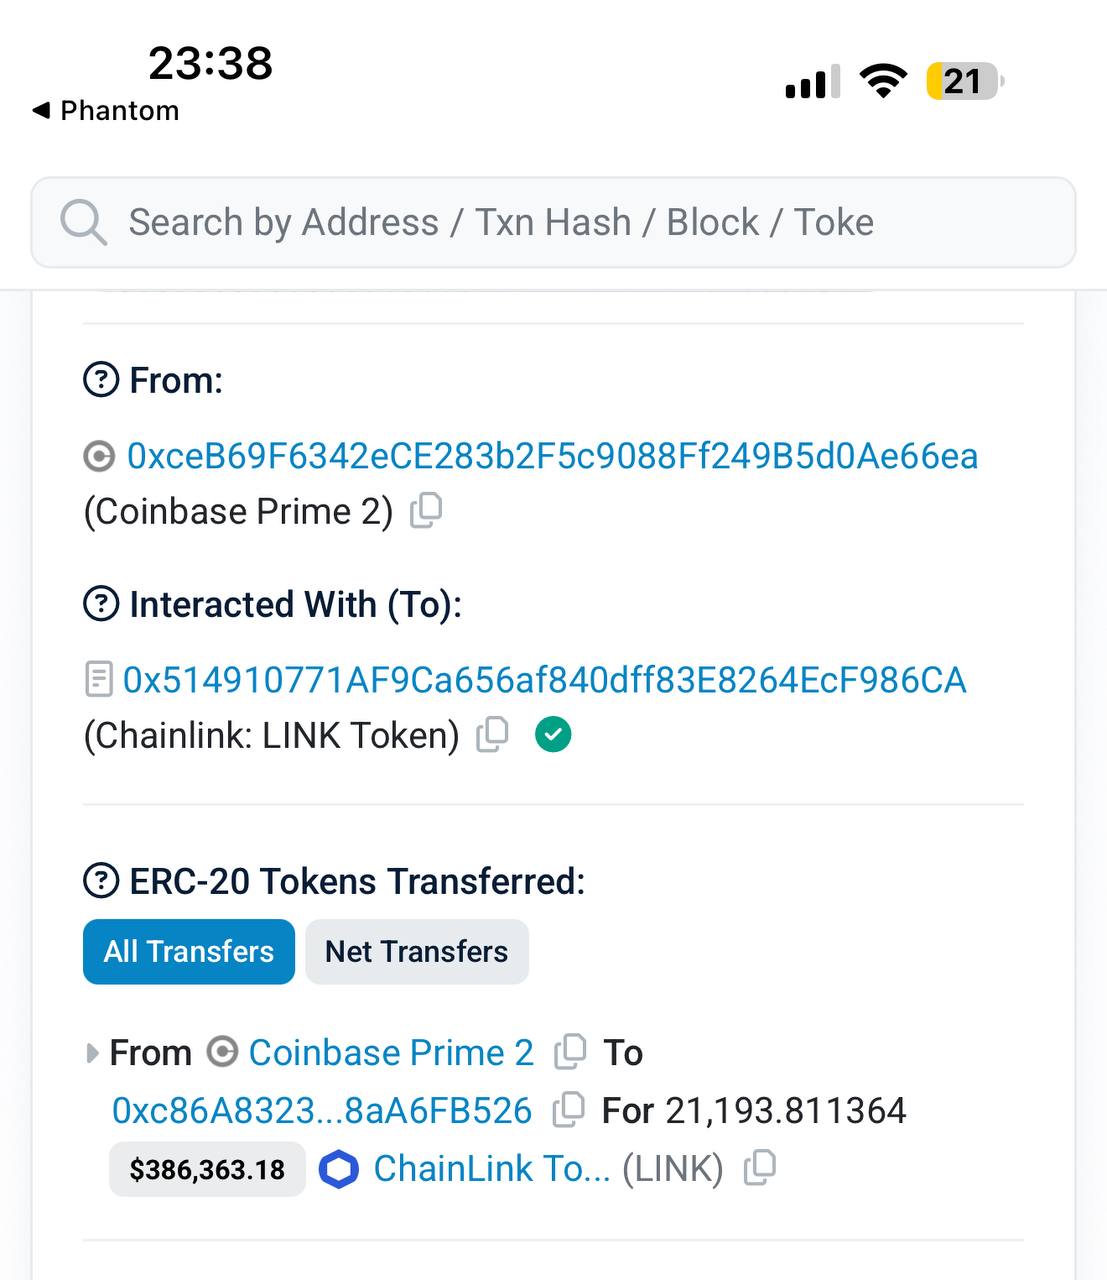 23:38
21
◀ Phantom
Search by Address / Txn Hash / Block / Toke
From:
0xceB69F6342eCE283b2F5c9088Ff249B5d0Ae66ea
(Coinbase Prime 2)
Interacted With (To):
0x514910771AF9Ca656af840dff83E8264EcF986CA
(Chainlink: LINK Token)
ERC-20 Tokens Transferred:
All Transfers Net Transfers
From Coinbase Prime 2 To
0xc86A8323...8aA6FB526 For 21,193.811364
$386,363.18 ChainLink To... (LINK)